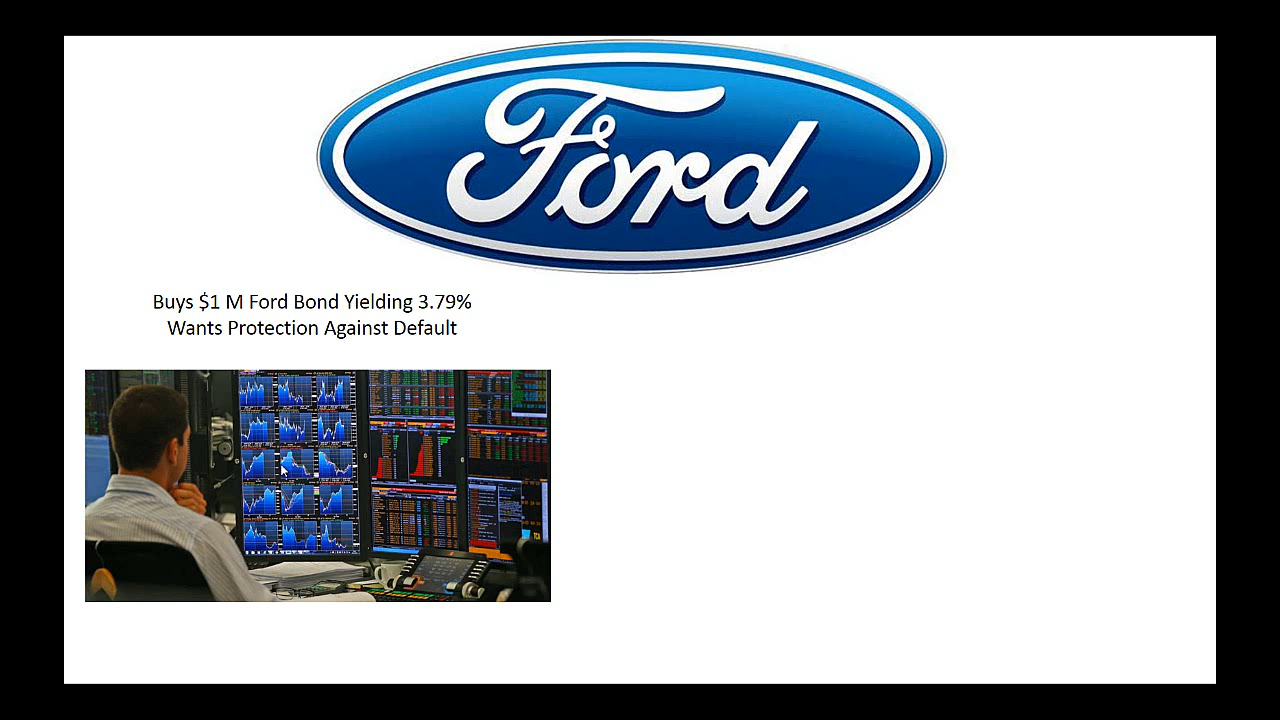 Ford
Buys $1 M Ford Bond Yielding 3.79%
Wants Protection Against Default